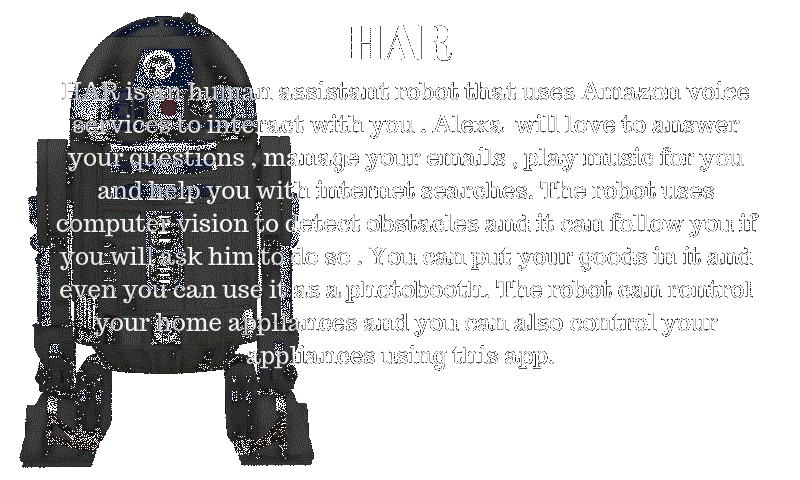 HAR
HAR is an human assistant robot that uses Amazon voice
services to interact with you . Alexa will love to answer
your questions , manage your emails , play music for you
and help you with internet searches. The robot uses
computer vision to detect obstacles and it can follow you if
you will ask him to do so . You can put your goods in it and
even you can use it as a photobooth. The robot can rontrol
your home appliances and you can also control your
appliances using this app.